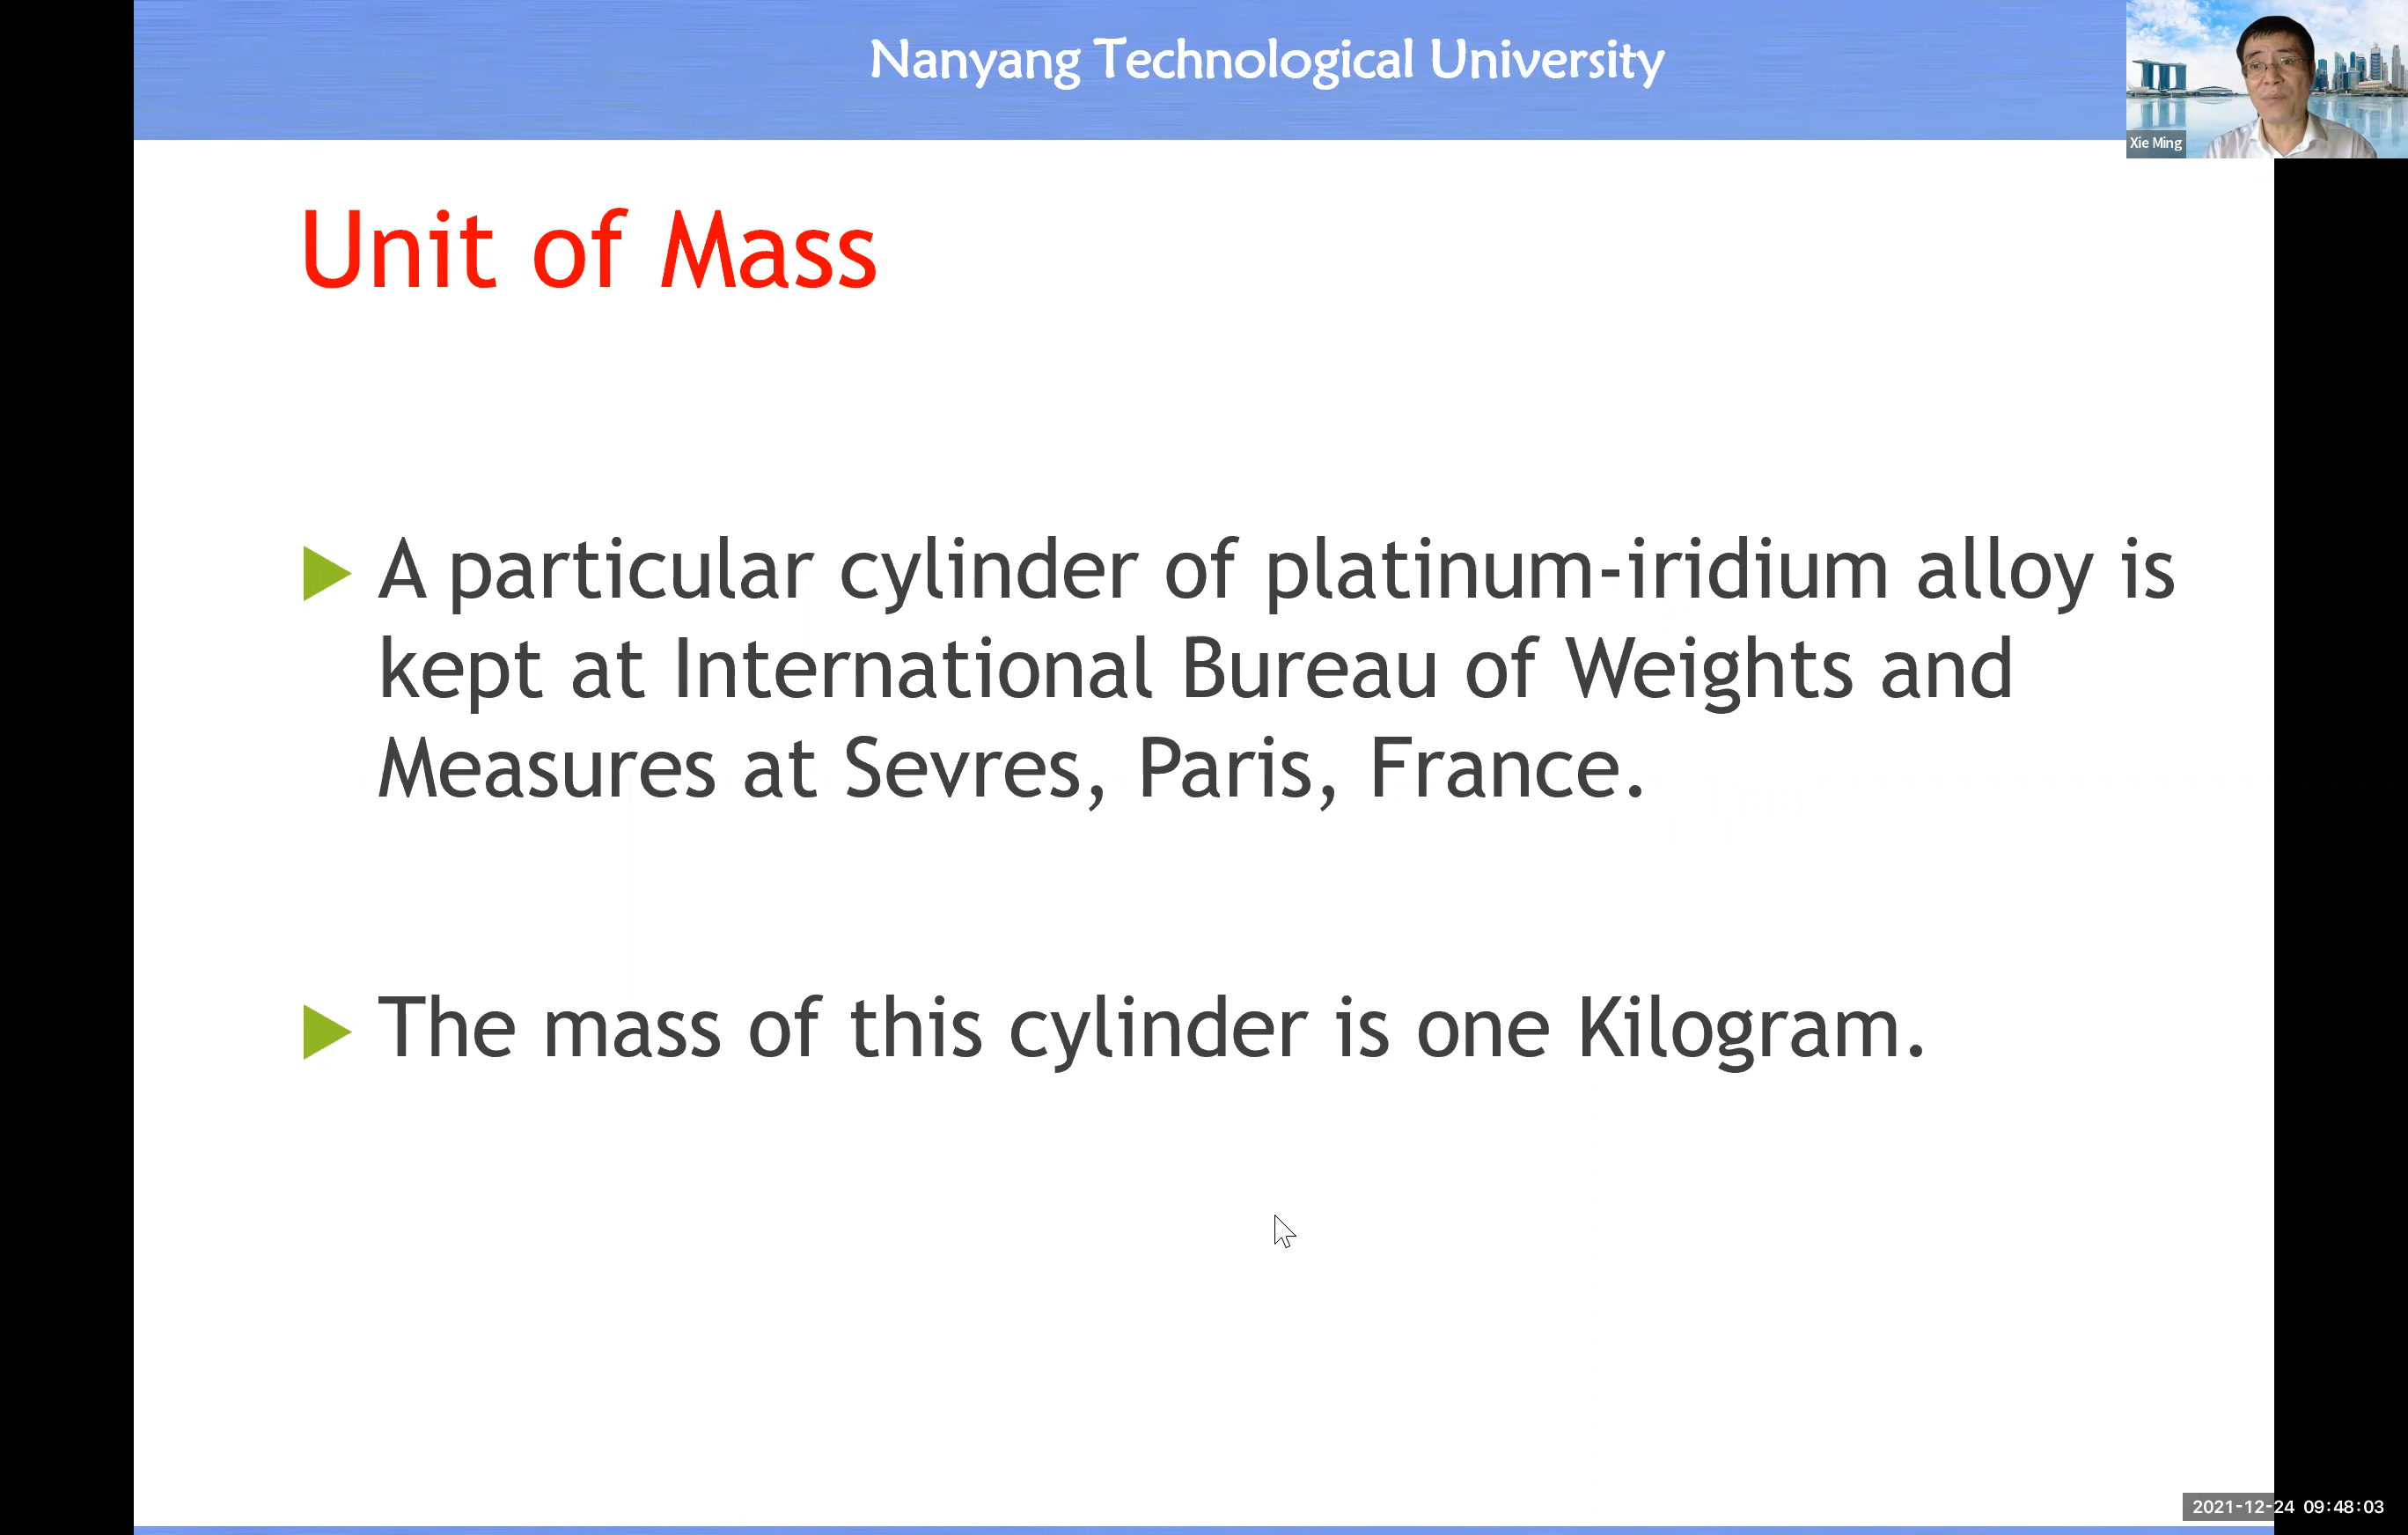 Nanyang Technological University
Xie Ming
Unit of Mass
A particular cylinder of platinum-iridium alloy is
kept at International Bureau of Weights and
Measures at Sevres, Paris, France.
The mass of this cylinder is one Kilogram.
2021-12-24 09:48:03